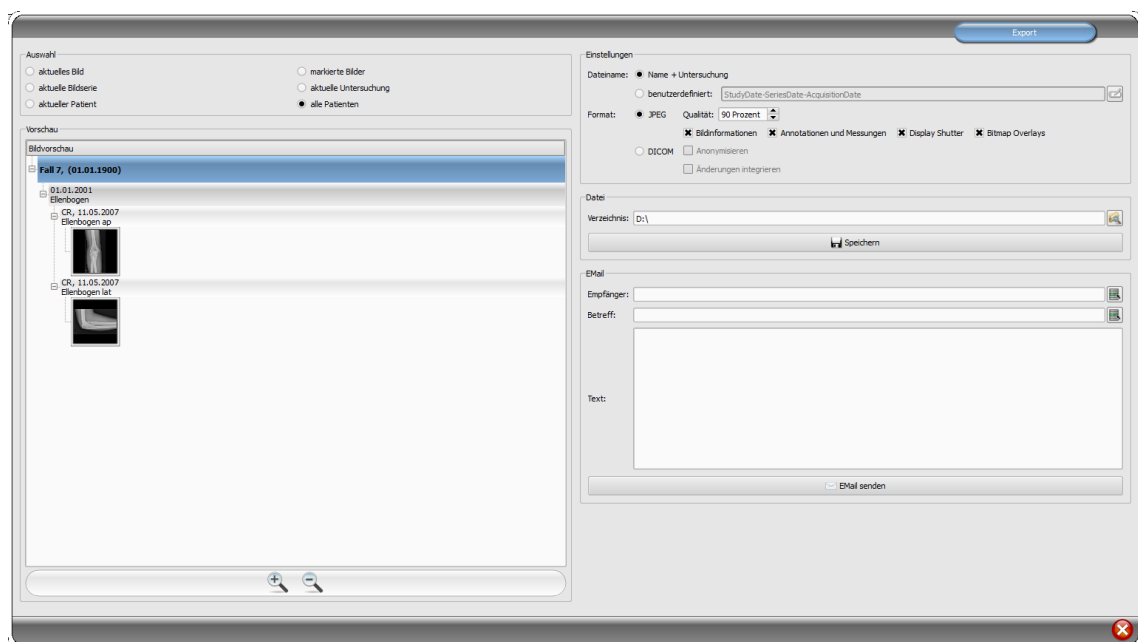 Export
Auswahl
aktuelles Bild
markierte Bilder
aktuelle Bildserie
aktuelle Untersuchung
aktueller Patient
alle Patienten
Vorschau
Bildvorschau
Fall 7, (01.01.1900)
01.01.2001
Ellenbogen
CR, 11.05.2007
Ellenbogen ap
CR, 11.05.2007
Ellenbogen lat
Einstellungen
Dateiname: Name + Untersuchung
benutzerdefiniert: StudyDate-SeriesDate-AcquisitionDate
Format: JPEG Qualität: 90 Prozent
Bildinformationen Annotationen und Messungen Display Shutter Bitmap Overlays
DICOM Anonymisieren
Änderungen integrieren
Datei
Verzeichnis: D:\
Speichern
EMail
Empfänger:
Betreff:
Text:
EMail senden